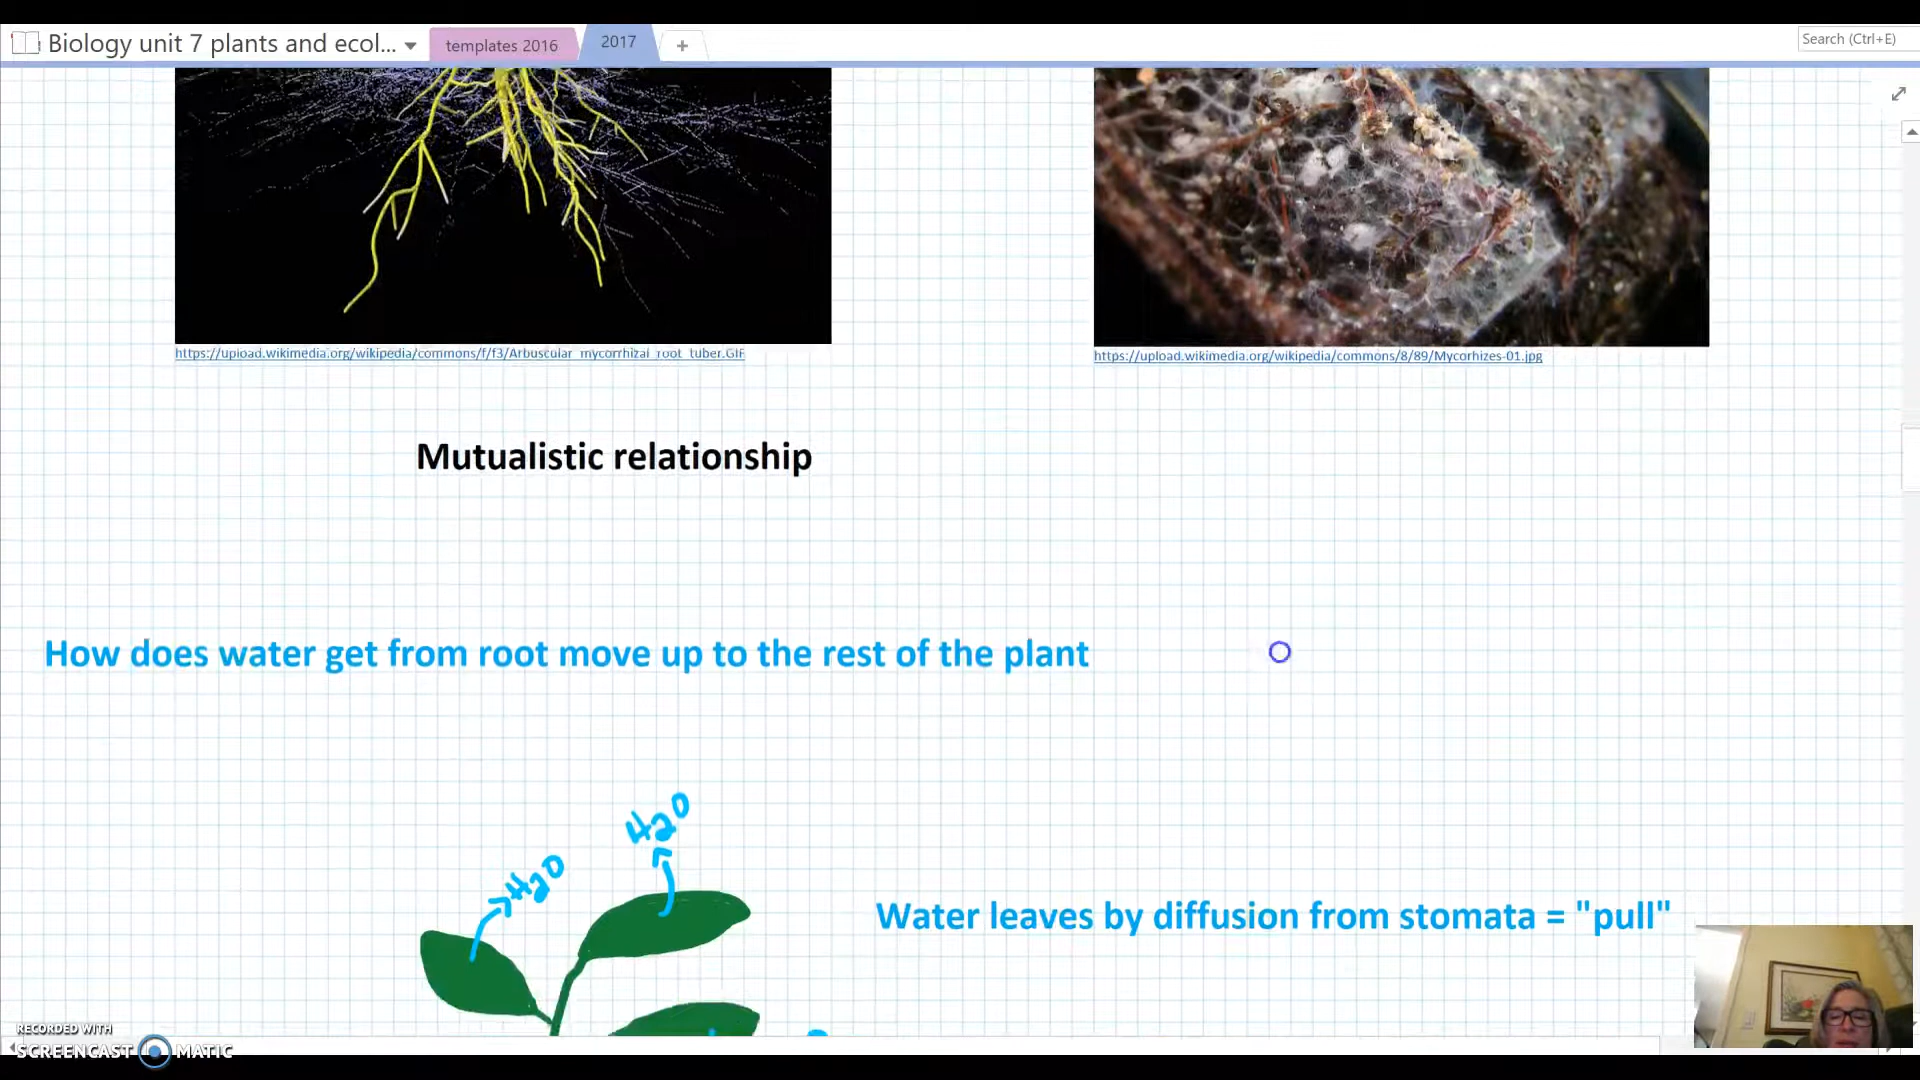 Biology unit 7 plants and ecol...
templates 2016
2017
+
Search (Ctrl+E)
https://upload.wikimedia.org/wikipedia/commons/f/f3/Arbuscular_mycorrhizal_root_tuber.GIF
https://upload.wikimedia.org/wikipedia/commons/8/89/Mycorhizes-01.jpg
Mutualistic relationship
How does water get from root move up to the rest of the plant
H2O
H2O
Water leaves by diffusion from stomata = "pull"
RECORDED WITH
SCREENCAST MATIC